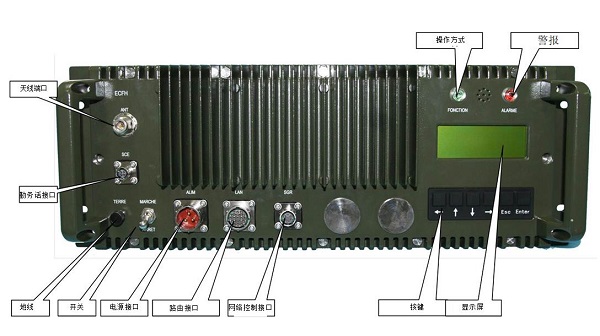 操作方式
警报
天线端口
ECFH
ANT
FONCTION
ALARME
SCE
勤务话接口
TERRE
MARCHE
ALIM
LAN
SGR
← ↑ ↓ → Esc Enter
地线
开关
电源接口
路由接口
网络控制接口
按键
显示屏